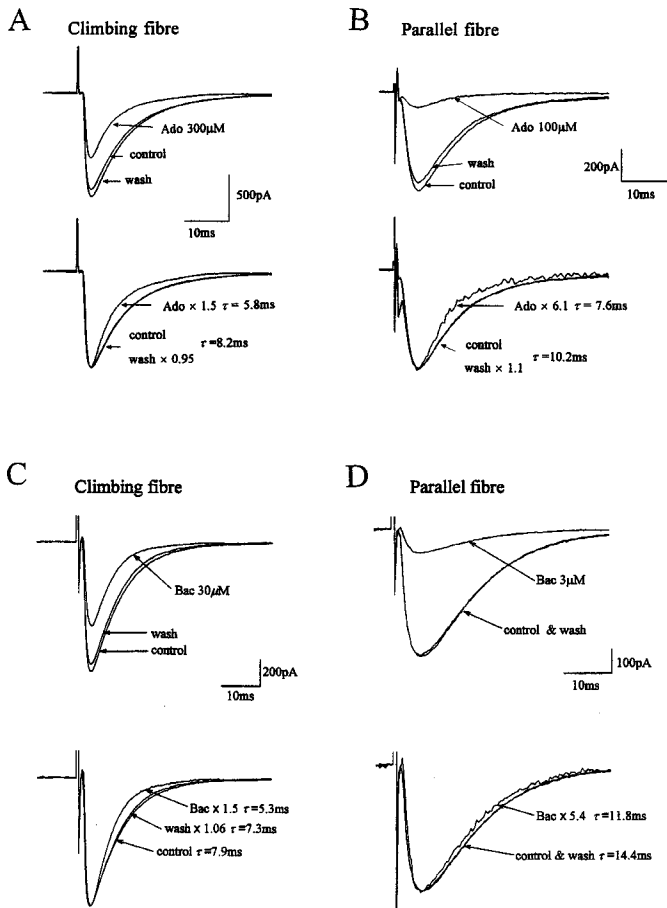 A
Climbing fibre
Ado 300μM
control
wash
500pA
10ms
Ado × 1.5 τ = 5.8ms
control
τ=8.2ms
wash × 0.95
B
Parallel fibre
Ado 100μM
wash
control
200pA
10ms
Ado × 6.1 τ = 7.6ms
control
τ=10.2ms
wash × 1.1
C
Climbing fibre
Bac 30μM
wash
control
200pA
10ms
Bac x 1.5 τ=5.3ms
wash x 1.06 τ=7.3ms
control τ=7.9ms
D
Parallel fibre
Bac 3μM
control & wash
100pA
10ms
Bac x 5.4 τ=11.8ms
control & wash τ=14.4ms